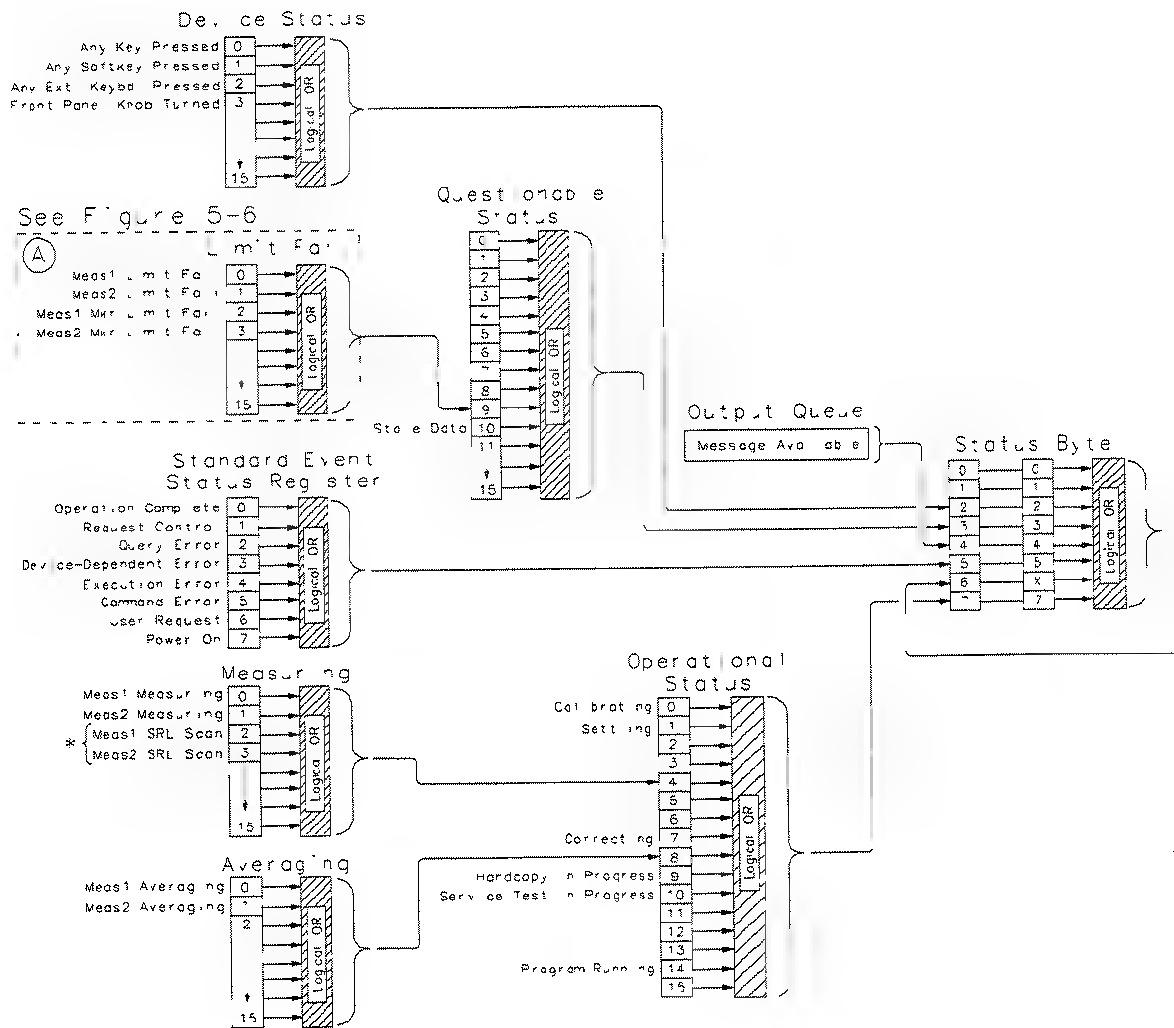 Device Status
Any Key Pressed 0
Any Softkey Pressed 1
Any Ext Keybd Pressed 2
Front Panel Knob Turned 3
15
Logical OR
See Figure 5-6
A
Limit Fail
Meas1 Limit Fail 0
Meas2 Limit Fail 1
Meas1 Mkr Limit Fail 2
Meas2 Mkr Limit Fail 3
15
Logical OR
Questionable
Status
0
1
2
3
4
5
6
7
8
9
Stale Data 10
11
15
Logical OR
Output Queue
Message Available
Standard Event
Status Register
Operation Complete 0
Request Control 1
Query Error 2
Device-Dependent Error 3
Execution Error 4
Command Error 5
User Request 6
Power On 7
Logical OR
Status Byte
0 0
1 1
2 2
3 3
4 4
5 5
6 X
7 7
Logical OR
Measuring
Meas1 Measuring 0
Meas2 Measuring 1
* Meas1 SRL Scan 2
Meas2 SRL Scan 3
15
Logical OR
Averaging
Meas1 Averaging 0
Meas2 Averaging 1
2
15
Logical OR
Operational
Status
Calibrating 0
Settling 1
2
3
4
5
6
Correcting 7
8
Hardcopy in Progress 9
Service Test in Progress 10
11
12
13
Program Running 14
15
Logical OR